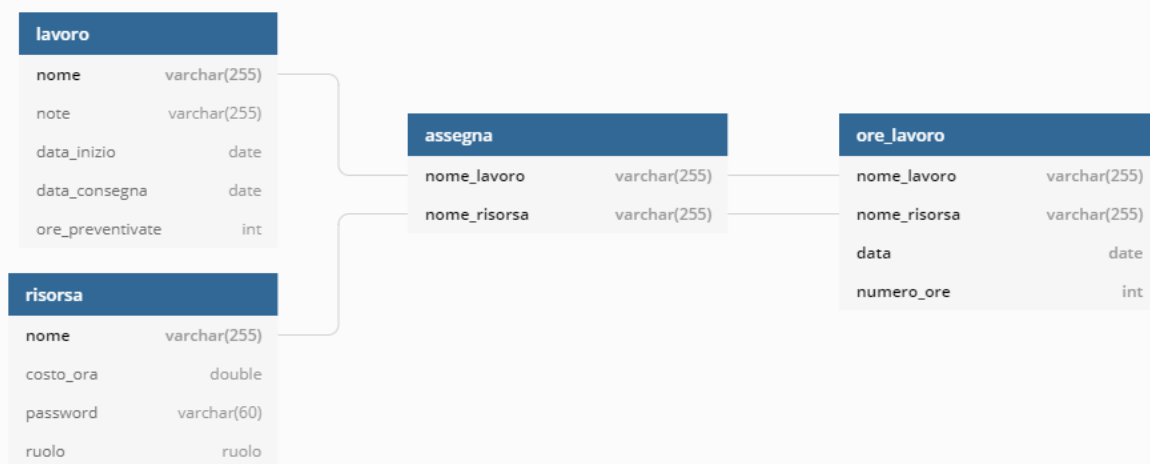 lavoro
nome varchar(255)
note varchar(255)
data_inizio date
data_consegna date
ore_preventivate int
risorsa
nome varchar(255)
costo_ora double
password varchar(60)
ruolo ruolo
assegna
nome_lavoro varchar(255)
nome_risorsa varchar(255)
ore_lavoro
nome_lavoro varchar(255)
nome_risorsa varchar(255)
data date
numero_ore int